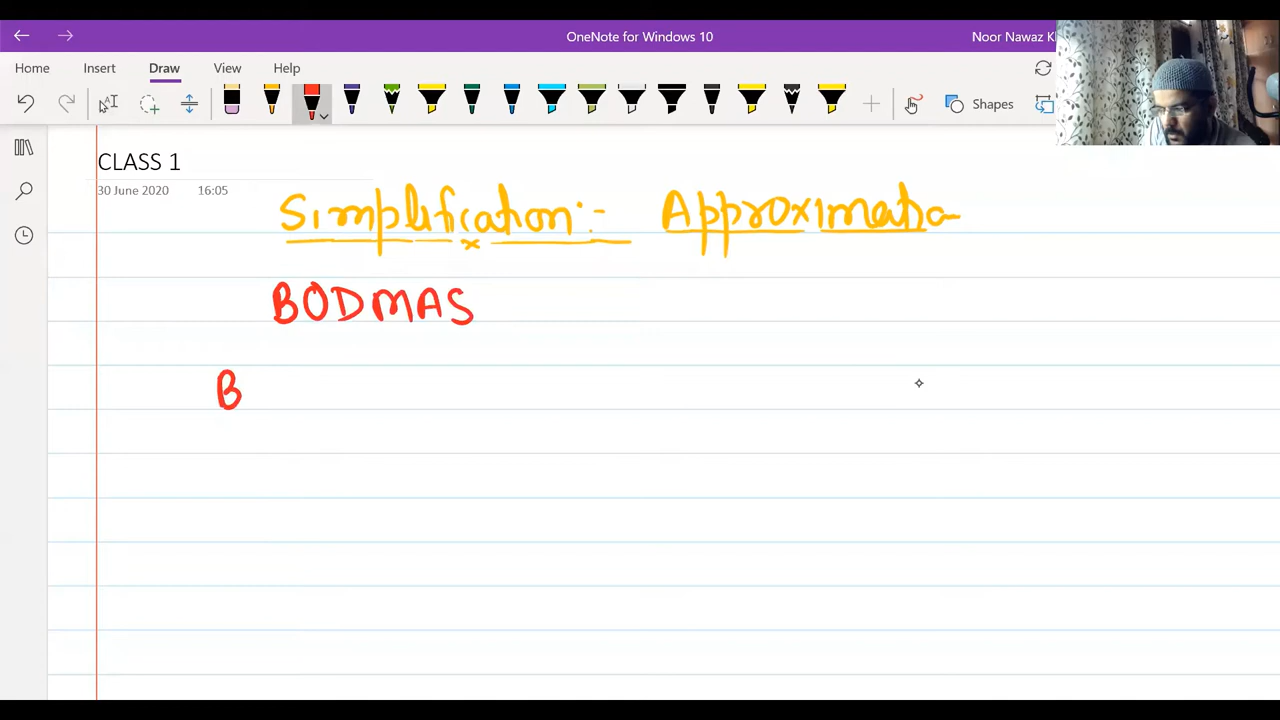 OneNote for Windows 10
Noor Nawaz K
Home Insert Draw View Help
Shapes
CLASS 1
30 June 2020 16:05
Simplification:- Approximatio
BODMAS
B